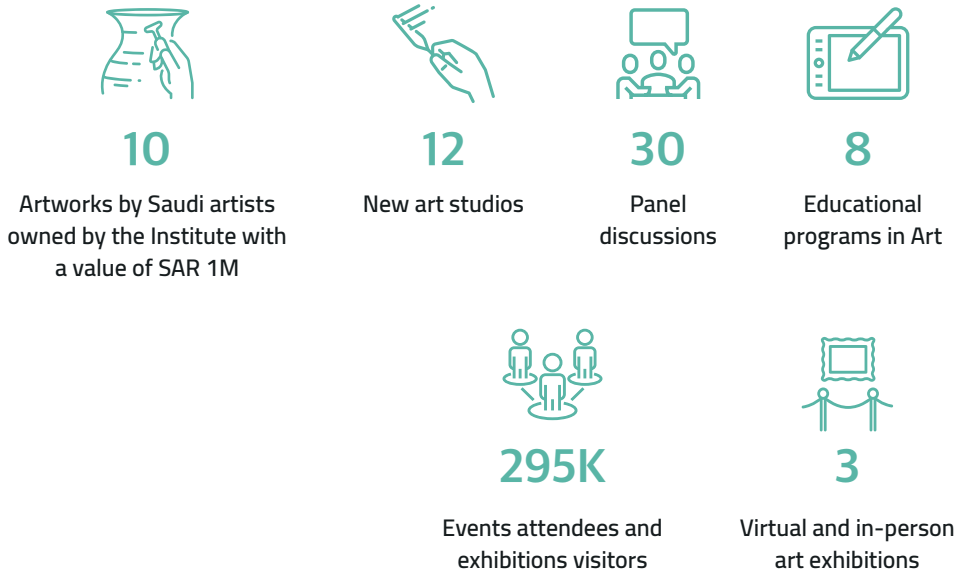 10
Artworks by Saudi artists
owned by the Institute with
a value of SAR 1M
12
New art studios
30
Panel
discussions
8
Educational
programs in Art
295K
Events attendees and
exhibitions visitors
3
Virtual and in-person
art exhibitions